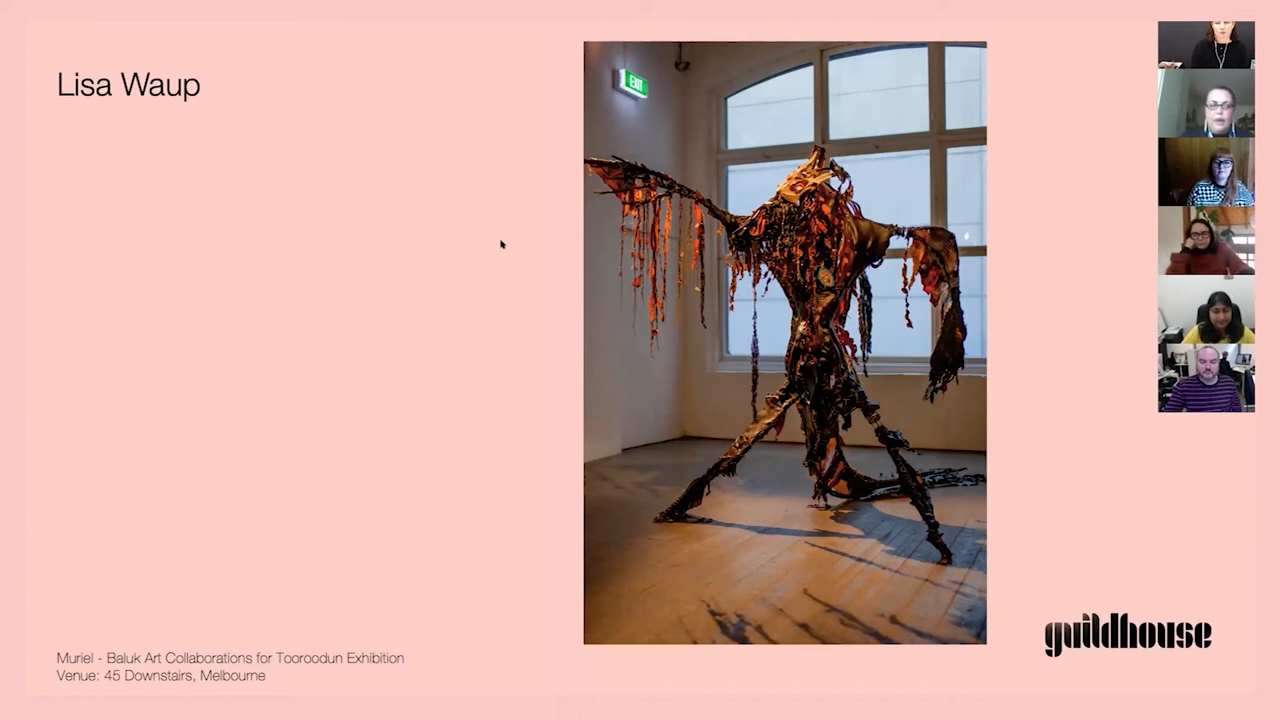 Lisa Waup
EXIT
Muriel - Baluk Art Collaborations for Tooroodun Exhibition
Venue: 45 Downstairs, Melbourne
guildhouse